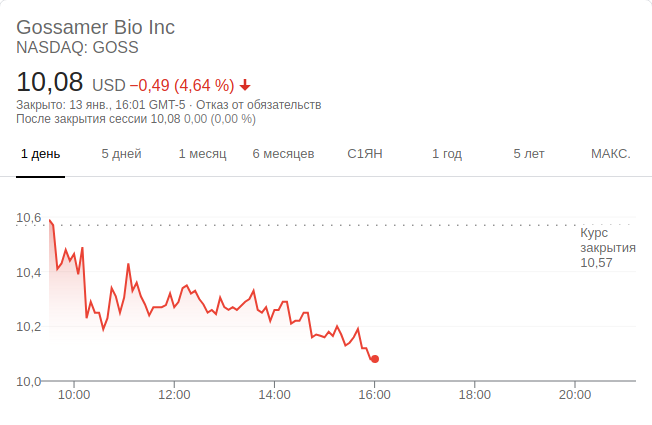 Gossamer Bio Inc
NASDAQ: GOSS
10,08 USD −0,49 (4,64 %)
Закрыто: 13 янв., 16:01 GMT-5 · Отказ от обязательств
После закрытия сессии 10,08 0,00 (0,00 %)
1 день 5 дней 1 месяц 6 месяцев С1ЯН 1 год 5 лет МАКС.
10,6
Курс
закрытия
10,57
10,4
10,2
10,0
10:00 12:00 14:00 16:00 18:00 20:00